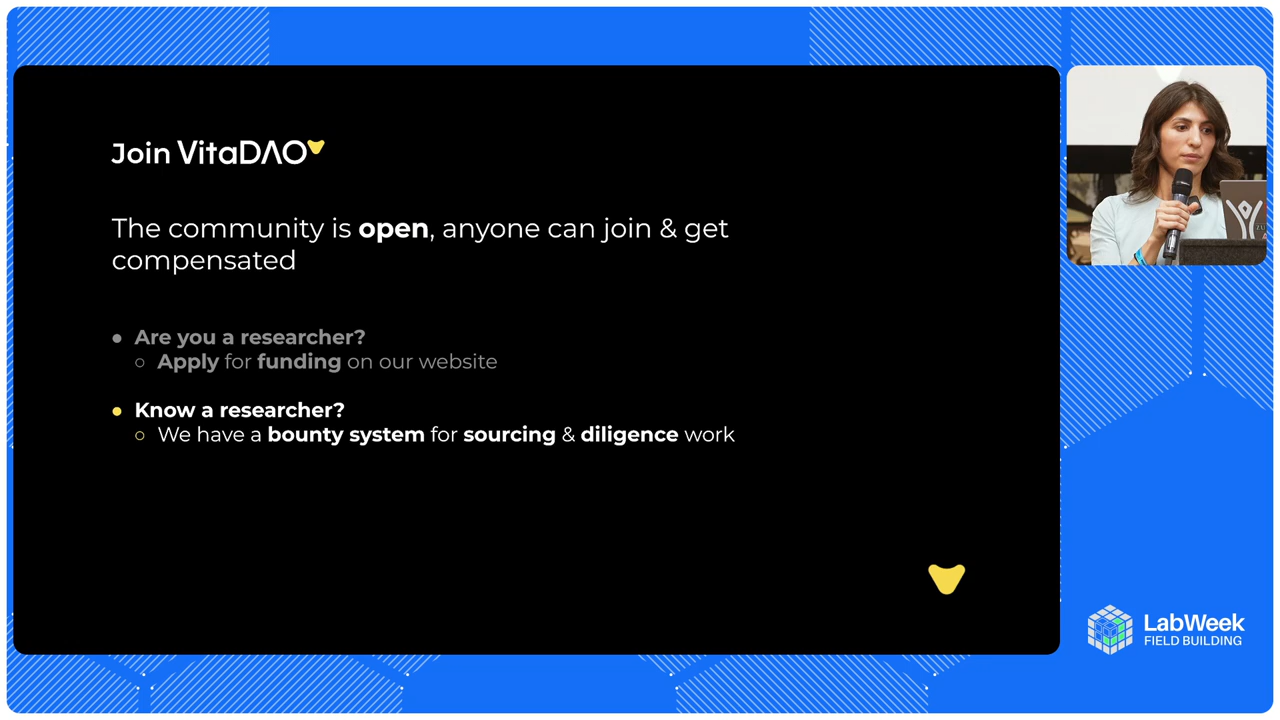 Join VitaDAO
The community is open, anyone can join & get
compensated
Are you a researcher?
Apply for funding on our website
Know a researcher?
We have a bounty system for sourcing & diligence work
LabWeek
FIELD BUILDING